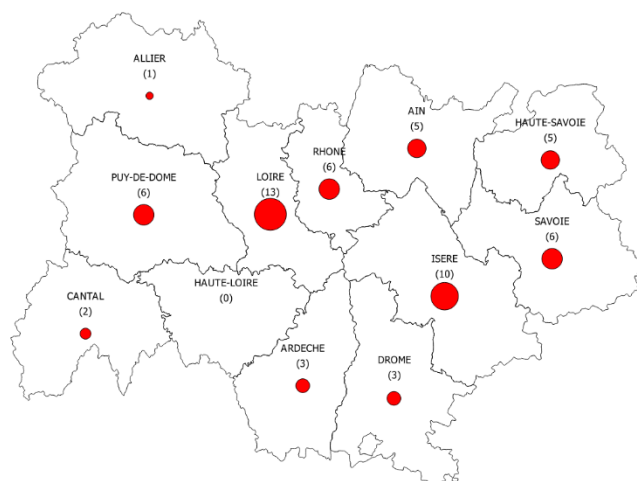 ALLIER
(1)
AIN
(5)
HAUTE-SAVOIE
(5)
RHONE
(6)
PUY-DE-DOME
(6)
LOIRE
(13)
SAVOIE
(6)
ISERE
(10)
HAUTE-LOIRE
(0)
CANTAL
(2)
ARDECHE
(3)
DROME
(3)